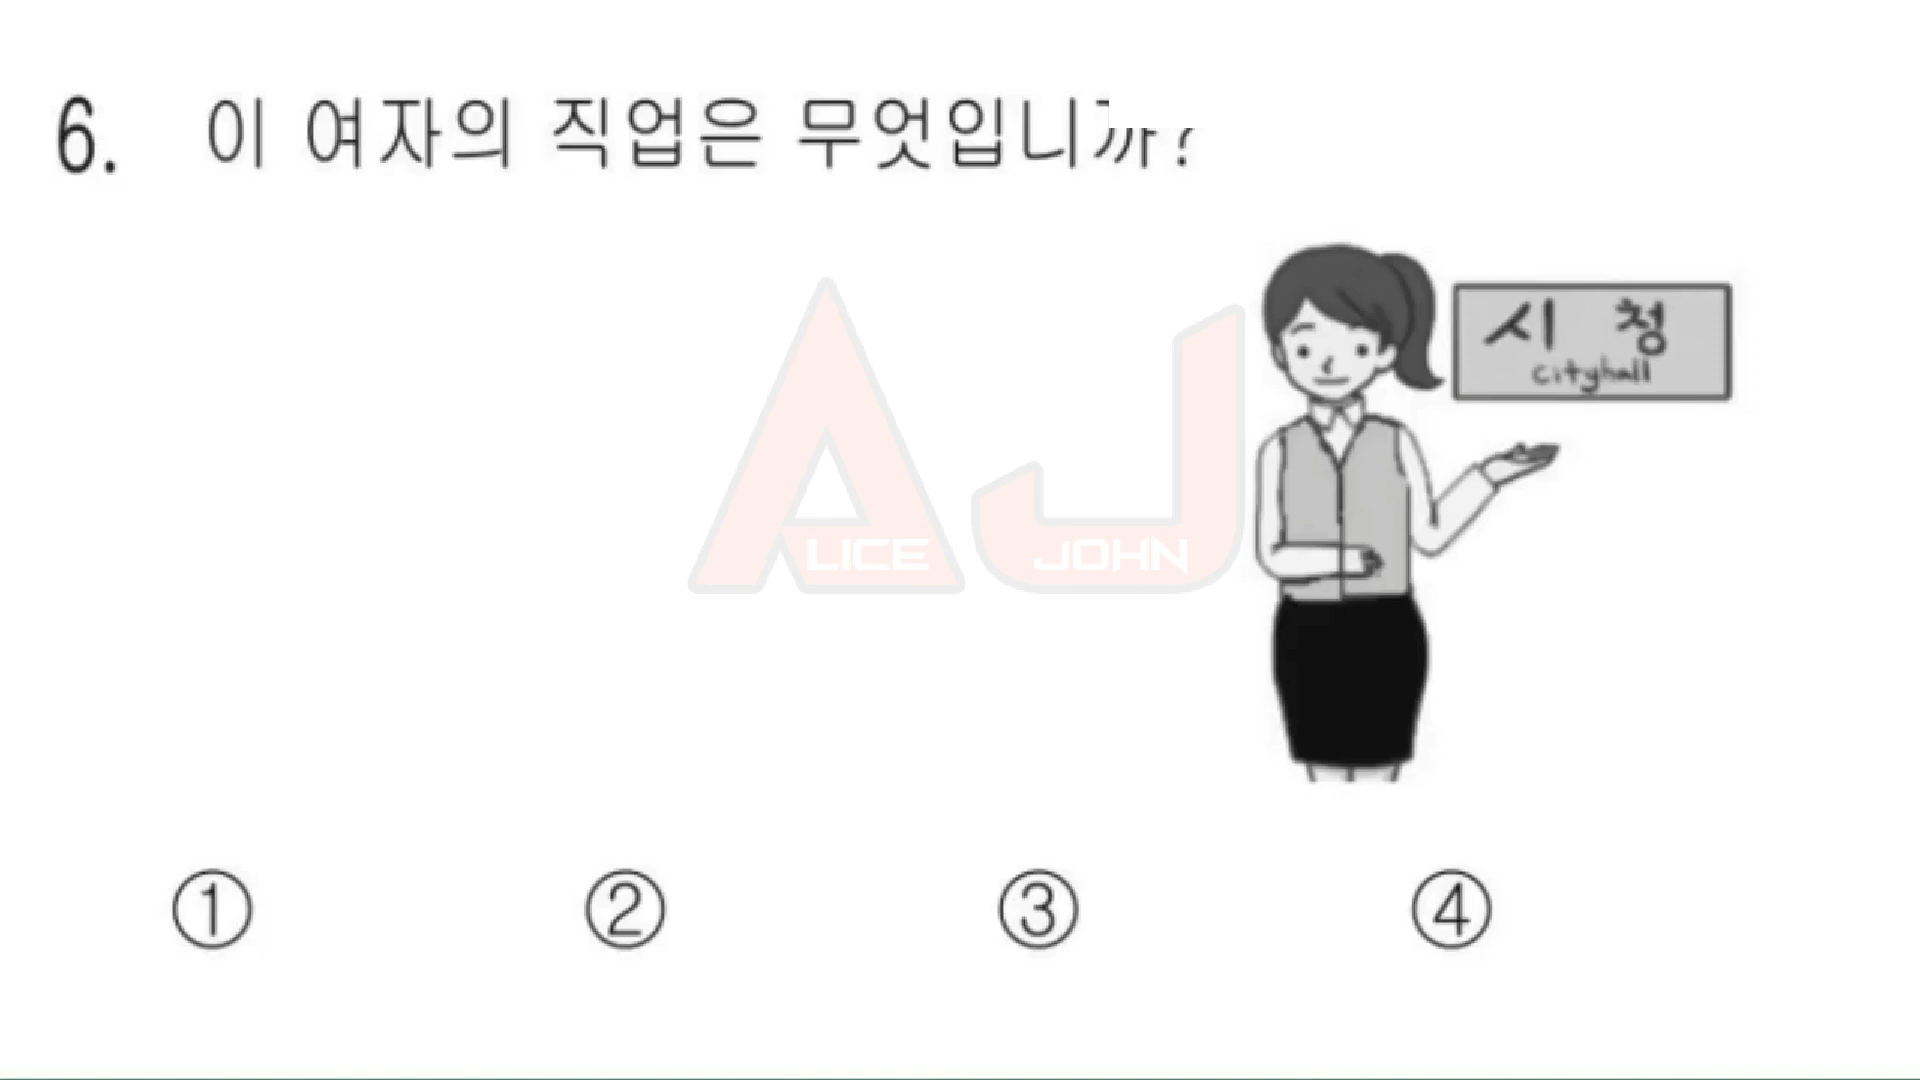 6. 이 여자의 직업은 무엇입니까?
시 청
cityhall
ALICE JOHN
① ② ③ ④